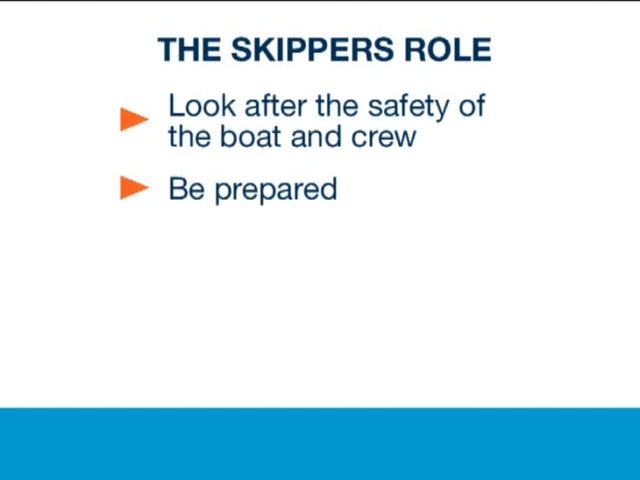 THE SKIPPERS ROLE
Look after the safety of
the boat and crew
Be prepared